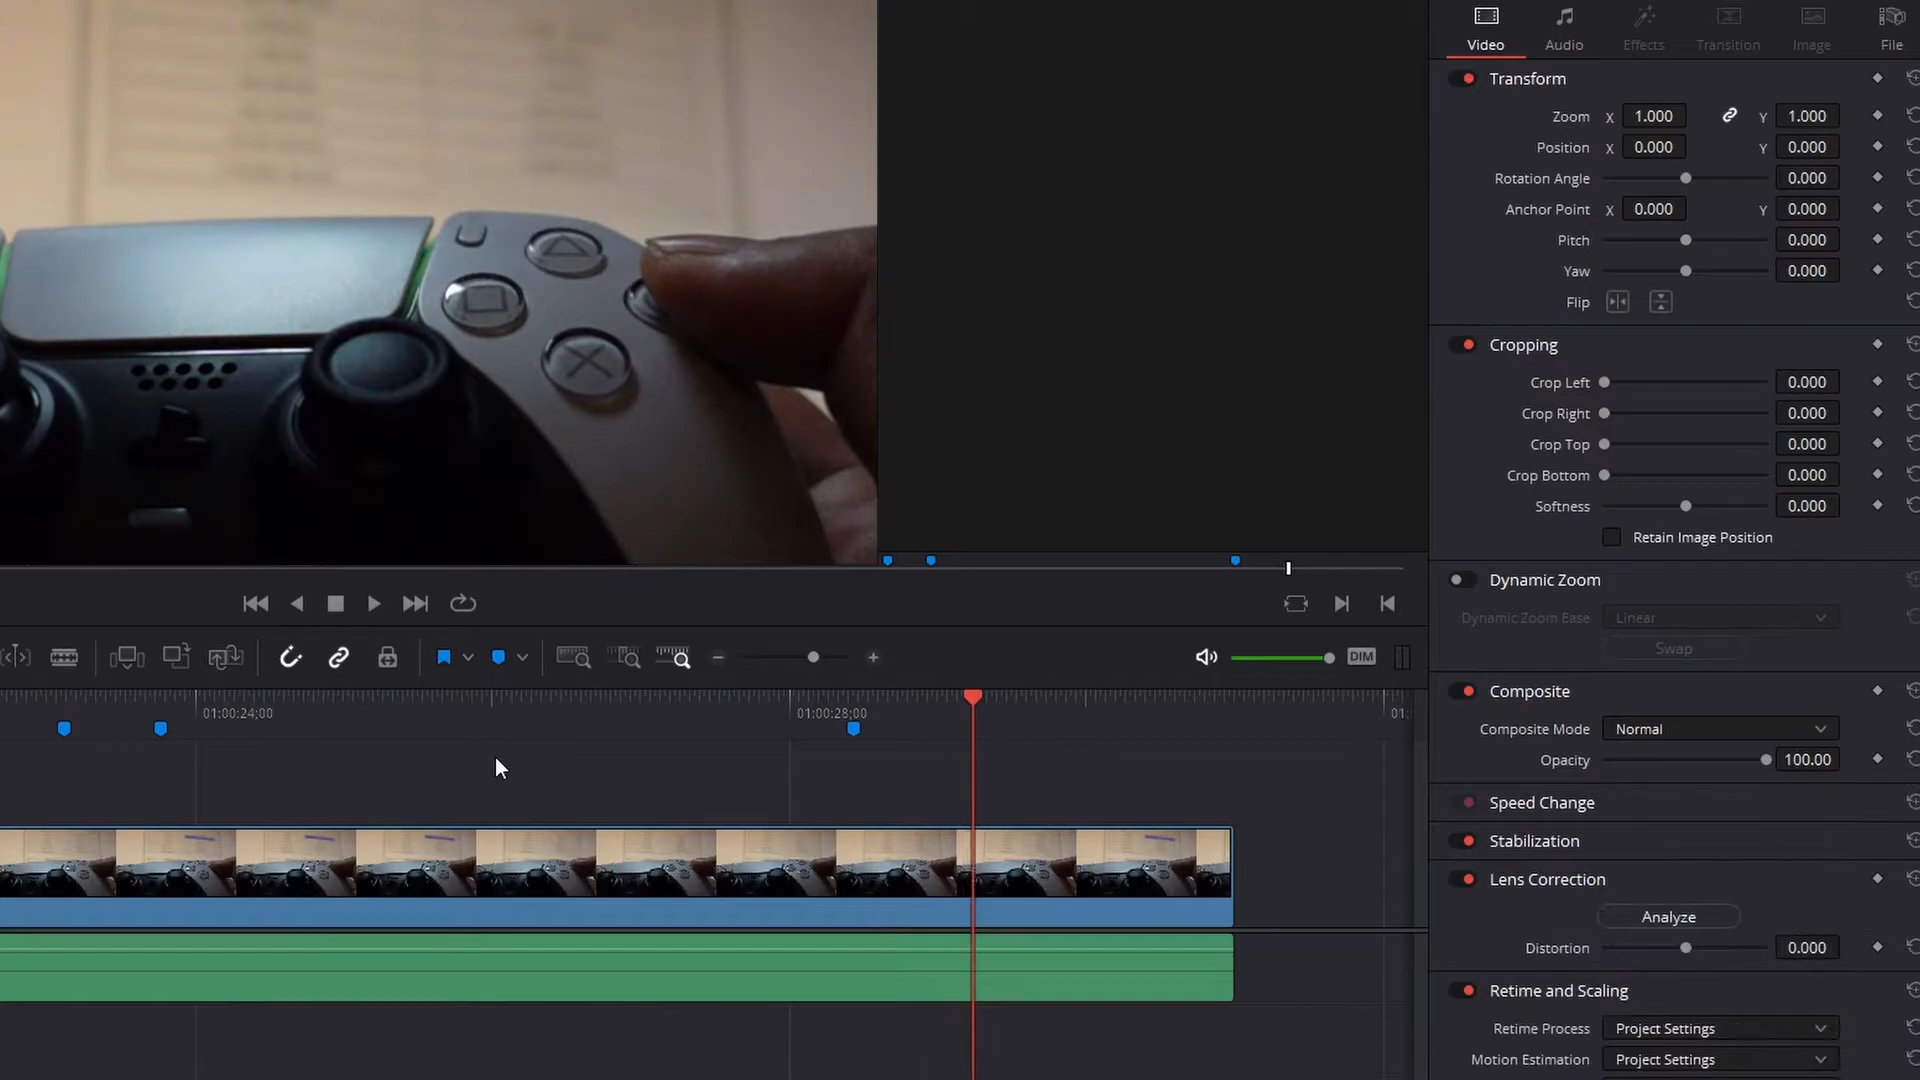 Video Audio Effects Transition Image File
Transform
Zoom X 1.000 Y 1.000
Position X 0.000 Y 0.000
Rotation Angle 0.000
Anchor Point X 0.000 Y 0.000
Pitch 0.000
Yaw 0.000
Flip
Cropping
Crop Left 0.000
Crop Right 0.000
Crop Top 0.000
Crop Bottom 0.000
Softness 0.000
Retain Image Position
Dynamic Zoom
Dynamic Zoom Ease Linear
Swap
DIM
Composite
01:00:24;00 01:00:28;00 01:
Composite Mode Normal
Opacity 100.00
Speed Change
Stabilization
Lens Correction
Analyze
Distortion 0.000
Retime and Scaling
Retime Process Project Settings
Motion Estimation Project Settings